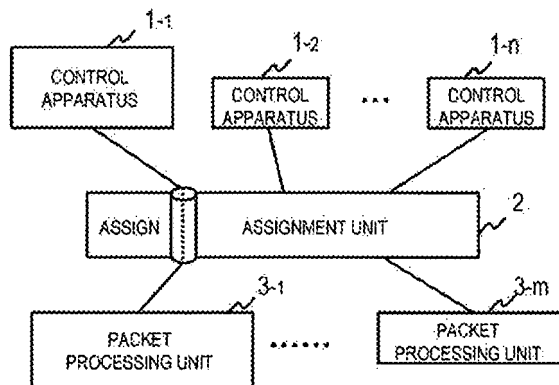 1-1
1-2
1-n
CONTROL
APPARATUS
CONTROL
APPARATUS
...
CONTROL
APPARATUS
ASSIGN
ASSIGNMENT UNIT
2
3-1
3-m
PACKET
PROCESSING UNIT
......
PACKET
PROCESSING UNIT